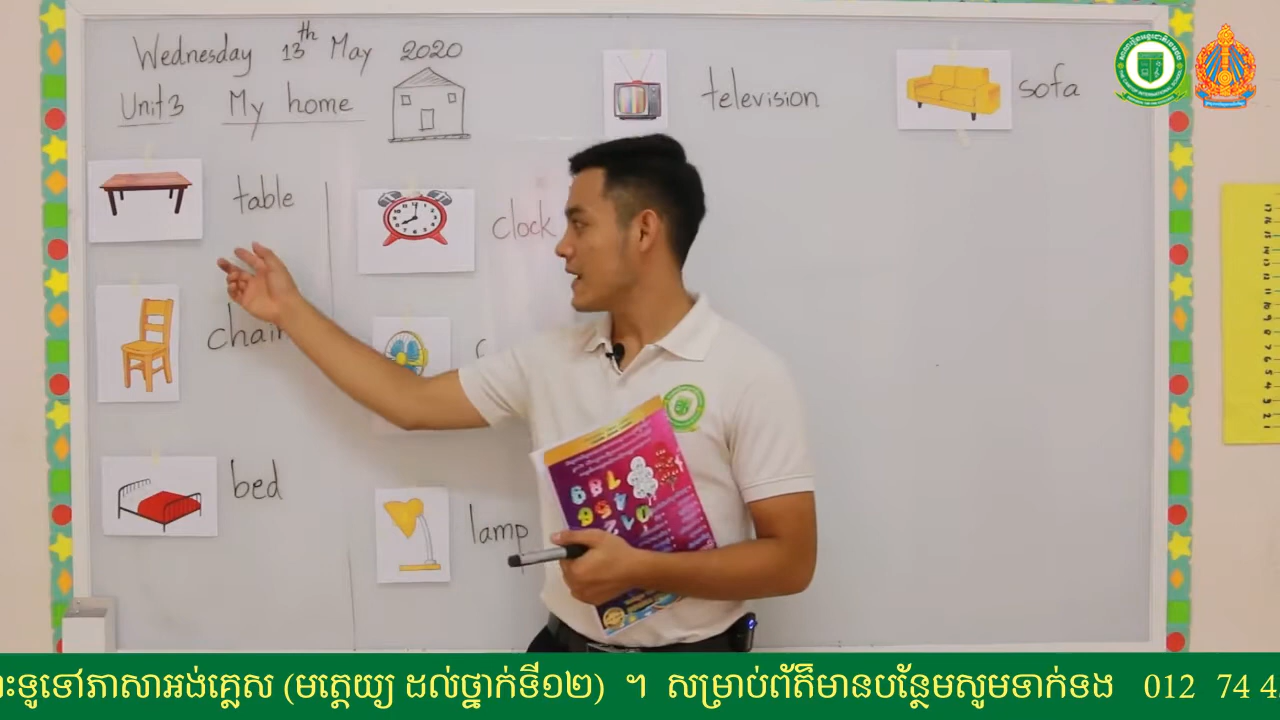 Wednesday 13th May 2020
Unit 3 My home
television
sofa
table
clock
chair
bed
lamp
ទូទៅភាសាអង់គ្លេស (មត្តេយ្យ ដល់ថ្នាក់ទី១២) ។ សម្រាប់ព័ត៌មានបន្ថែមសូមទាក់ទង 012 74